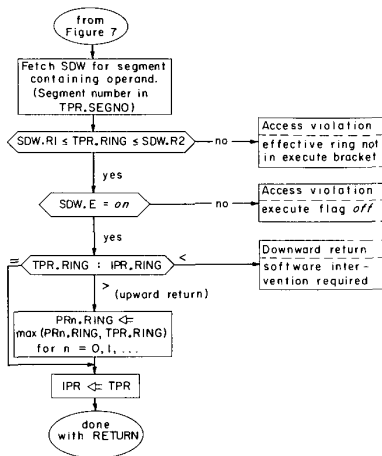 from
Figure 7
Fetch SDW for segment
containing operand.
(Segment number in
TPR.SEGNO)
SDW.R1 ≤ TPR.RING ≤ SDW.R2
no
Access violation
effective ring not
in execute bracket
yes
SDW.E = on
no
Access violation
execute flag off
yes
=
TPR.RING : IPR.RING
<
Downward return
software inter-
vention required
>
(upward return)
PRn.RING ⇐
max (PRn.RING, TPR.RING)
for n = 0, 1, ...
IPR ⇐ TPR
done
with RETURN